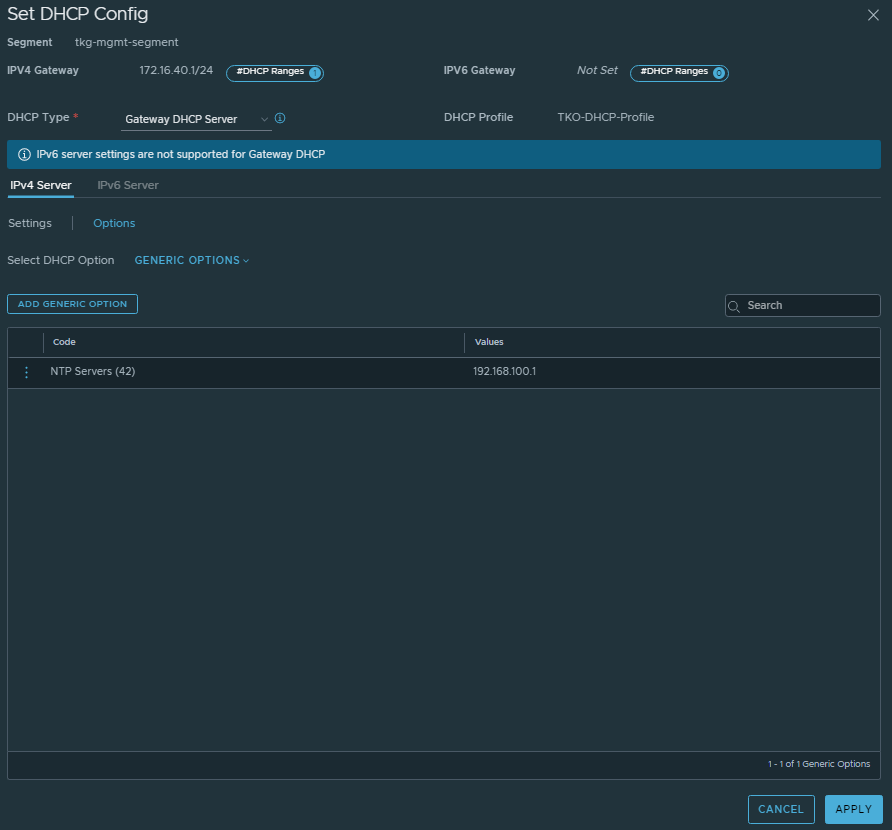 Set DHCP Config
Segment tkg-mgmt-segment
IPV4 Gateway 172.16.40.1/24 #DHCP Ranges 1 IPV6 Gateway Not Set #DHCP Ranges 0
DHCP Type * Gateway DHCP Server DHCP Profile TKO-DHCP-Profile
IPv6 server settings are not supported for Gateway DHCP
IPv4 Server IPv6 Server
Settings Options
Select DHCP Option GENERIC OPTIONS
ADD GENERIC OPTION Search
Code Values
NTP Servers (42) 192.168.100.1
1 - 1 of 1 Generic Options
CANCEL APPLY